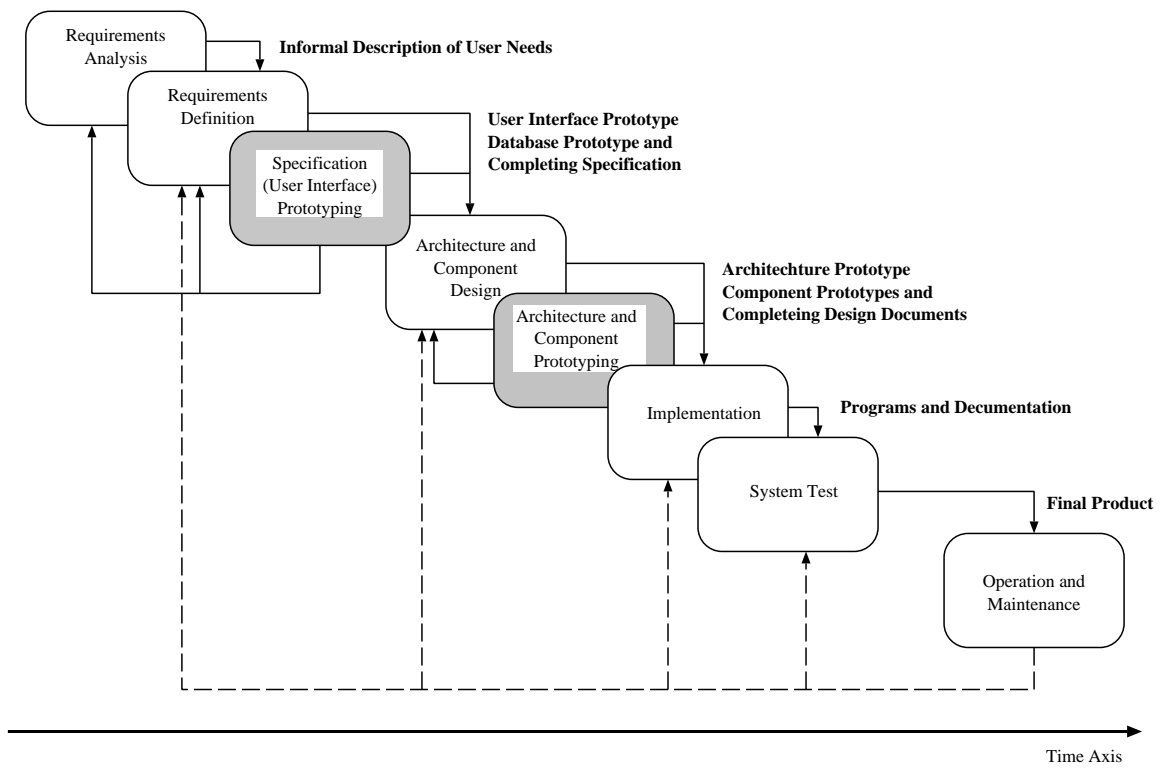 Requirements
Analysis
Informal Description of User Needs
Requirements
Definition
User Interface Prototype
Database Prototype and
Completing Specification
Specification
(User Interface)
Prototyping
Architecture and
Component
Design
Architechture Prototype
Component Prototypes and
Completeing Design Documents
Architecture and
Component
Prototyping
Implementation
Programs and Decumentation
System Test
Final Product
Operation and
Maintenance
Time Axis